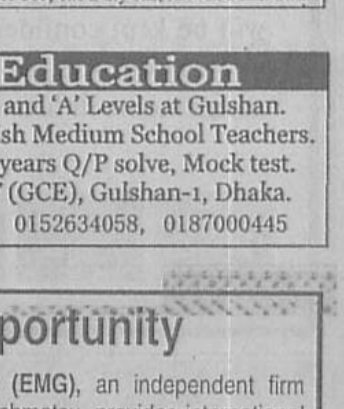 Education
and 'A' Levels at Gulshan.
sh Medium School Teachers.
years Q/P solve, Mock test.
(GCE), Gulshan-1, Dhaka.
0152634058, 0187000445
portunity
(EMG), an independent firm